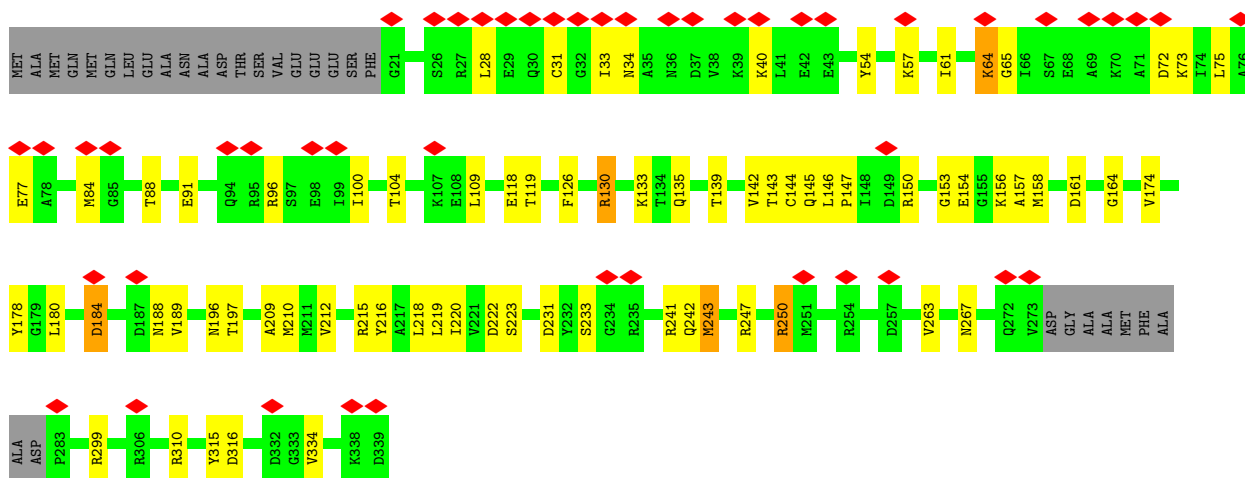 MET ALA MET GLN MET GLN LEU GLU ALA ASN ALA ASP THR SER VAL GLU GLU GLU SER PHE G21 S26 R27 L28 E29 Q30 C31 G32 I33 N34 A35 N36 D37 V38 K39 K40 L41 E42 E43 Y54 K57 I61 K64 G65 I66 S67 E68 A69 K70 A71 D72 K73 I74 L75 A76
E77 A78 M84 G85 T88 E91 Q94 R95 R96 S97 E98 I99 I100 T104 K107 E108 L109 E118 T119 F126 R130 K133 T134 Q135 T139 V142 T143 C144 Q145 L146 P147 I148 D149 R150 G153 E154 G155 K156 A157 M158 D161 G164 V174
Y178 G179 L180 D184 D187 N188 V189 N196 T197 A209 M210 M211 V212 R215 Y216 A217 L218 L219 I220 V221 D222 S223 D231 Y232 S233 G234 R235 R241 Q242 M243 R247 R250 M251 R254 D257 V263 N267 Q272 V273 ASP GLY ALA ALA MET PHE ALA
ALA ASP P283 R299 R306 R310 Y315 D316 D332 G333 V334 K338 D339